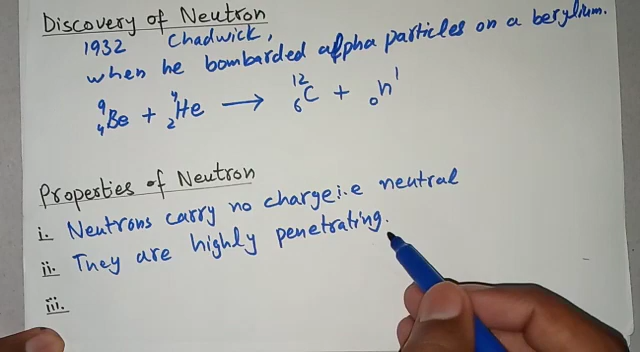 Discovery of Neutron
1932 Chadwick,
when he bombarded alpha particles on a berylium.
⁹₄Be + ⁴₂He ⟶ ¹²₆C + ₀n¹
Properties of Neutron
i. Neutrons carry no charge i.e neutral
ii. They are highly penetrating.
iii.